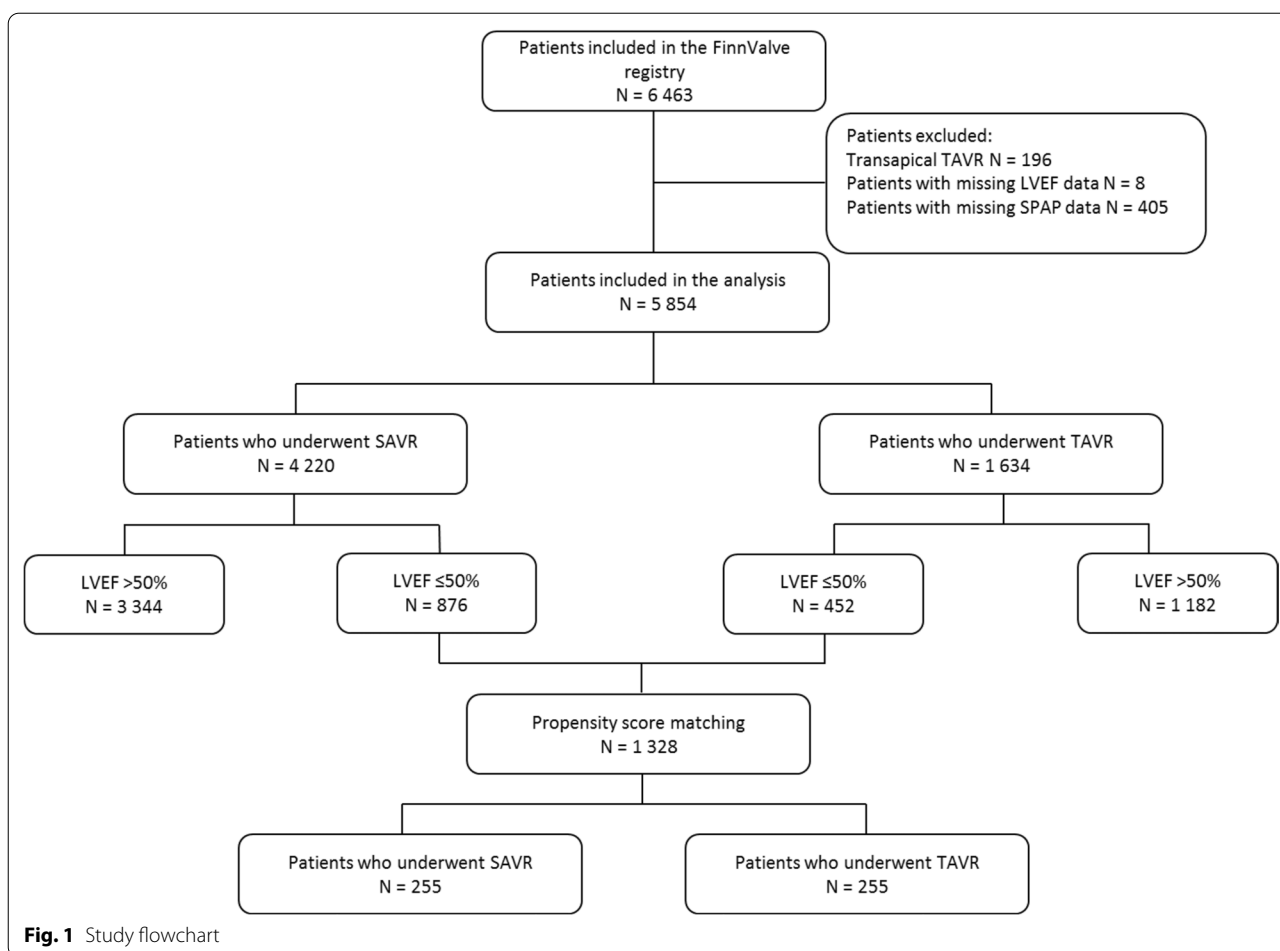 Patients included in the FinnValve
registry
N = 6 463
Patients excluded:
Transapical TAVR N = 196
Patients with missing LVEF data N = 8
Patients with missing SPAP data N = 405
Patients included in the analysis
N = 5 854
Patients who underwent SAVR
N = 4 220
Patients who underwent TAVR
N = 1 634
LVEF >50%
N = 3 344
LVEF ≤50%
N = 876
LVEF ≤50%
N = 452
LVEF >50%
N = 1 182
Propensity score matching
N = 1 328
Patients who underwent SAVR
N = 255
Patients who underwent TAVR
N = 255
Fig. 1 Study flowchart